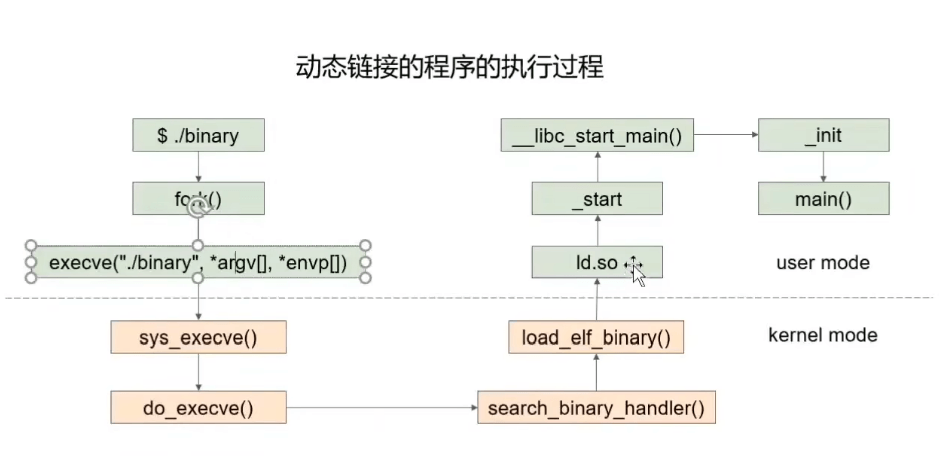 动态链接的程序的执行过程
$ ./binary
fork()
execve("./binary", *argv[], *envp[])
sys_execve()
do_execve()
search_binary_handler()
load_elf_binary()
ld.so
_start
__libc_start_main()
_init
main()
user mode
kernel mode